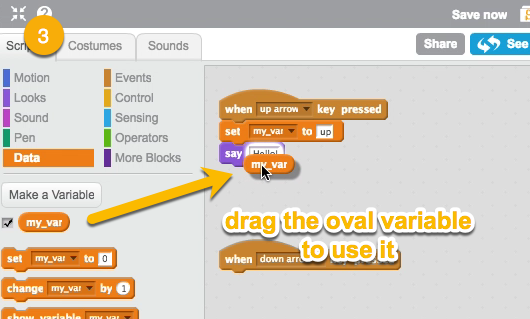 Save now
3
Costumes
Sounds
Share
See
Motion
Events
Looks
Control
Sound
Sensing
Pen
Operators
Data
More Blocks
Make a Variable
my_var
set my_var to 0
change my_var by 1
show variable my_var
when up arrow key pressed
set my_var to up
say Hello!
my_var
drag the oval variable
to use it
when down arrow